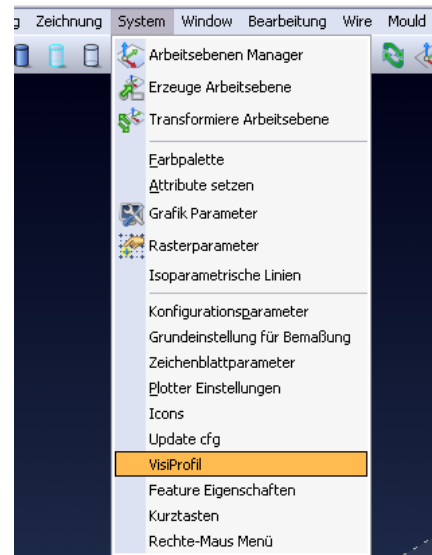 Zeichnung System Window Bearbeitung Wire Mould
Arbeitsebenen Manager
Erzeuge Arbeitsebene
Transformiere Arbeitsebene
Farbpalette
Attribute setzen
Grafik Parameter
Rasterparameter
Isoparametrische Linien
Konfigurationsparameter
Grundeinstellung für Bemaßung
Zeichenblattparameter
Plotter Einstellungen
Icons
Update cfg
VisiProfil
Feature Eigenschaften
Kurztasten
Rechte-Maus Menü